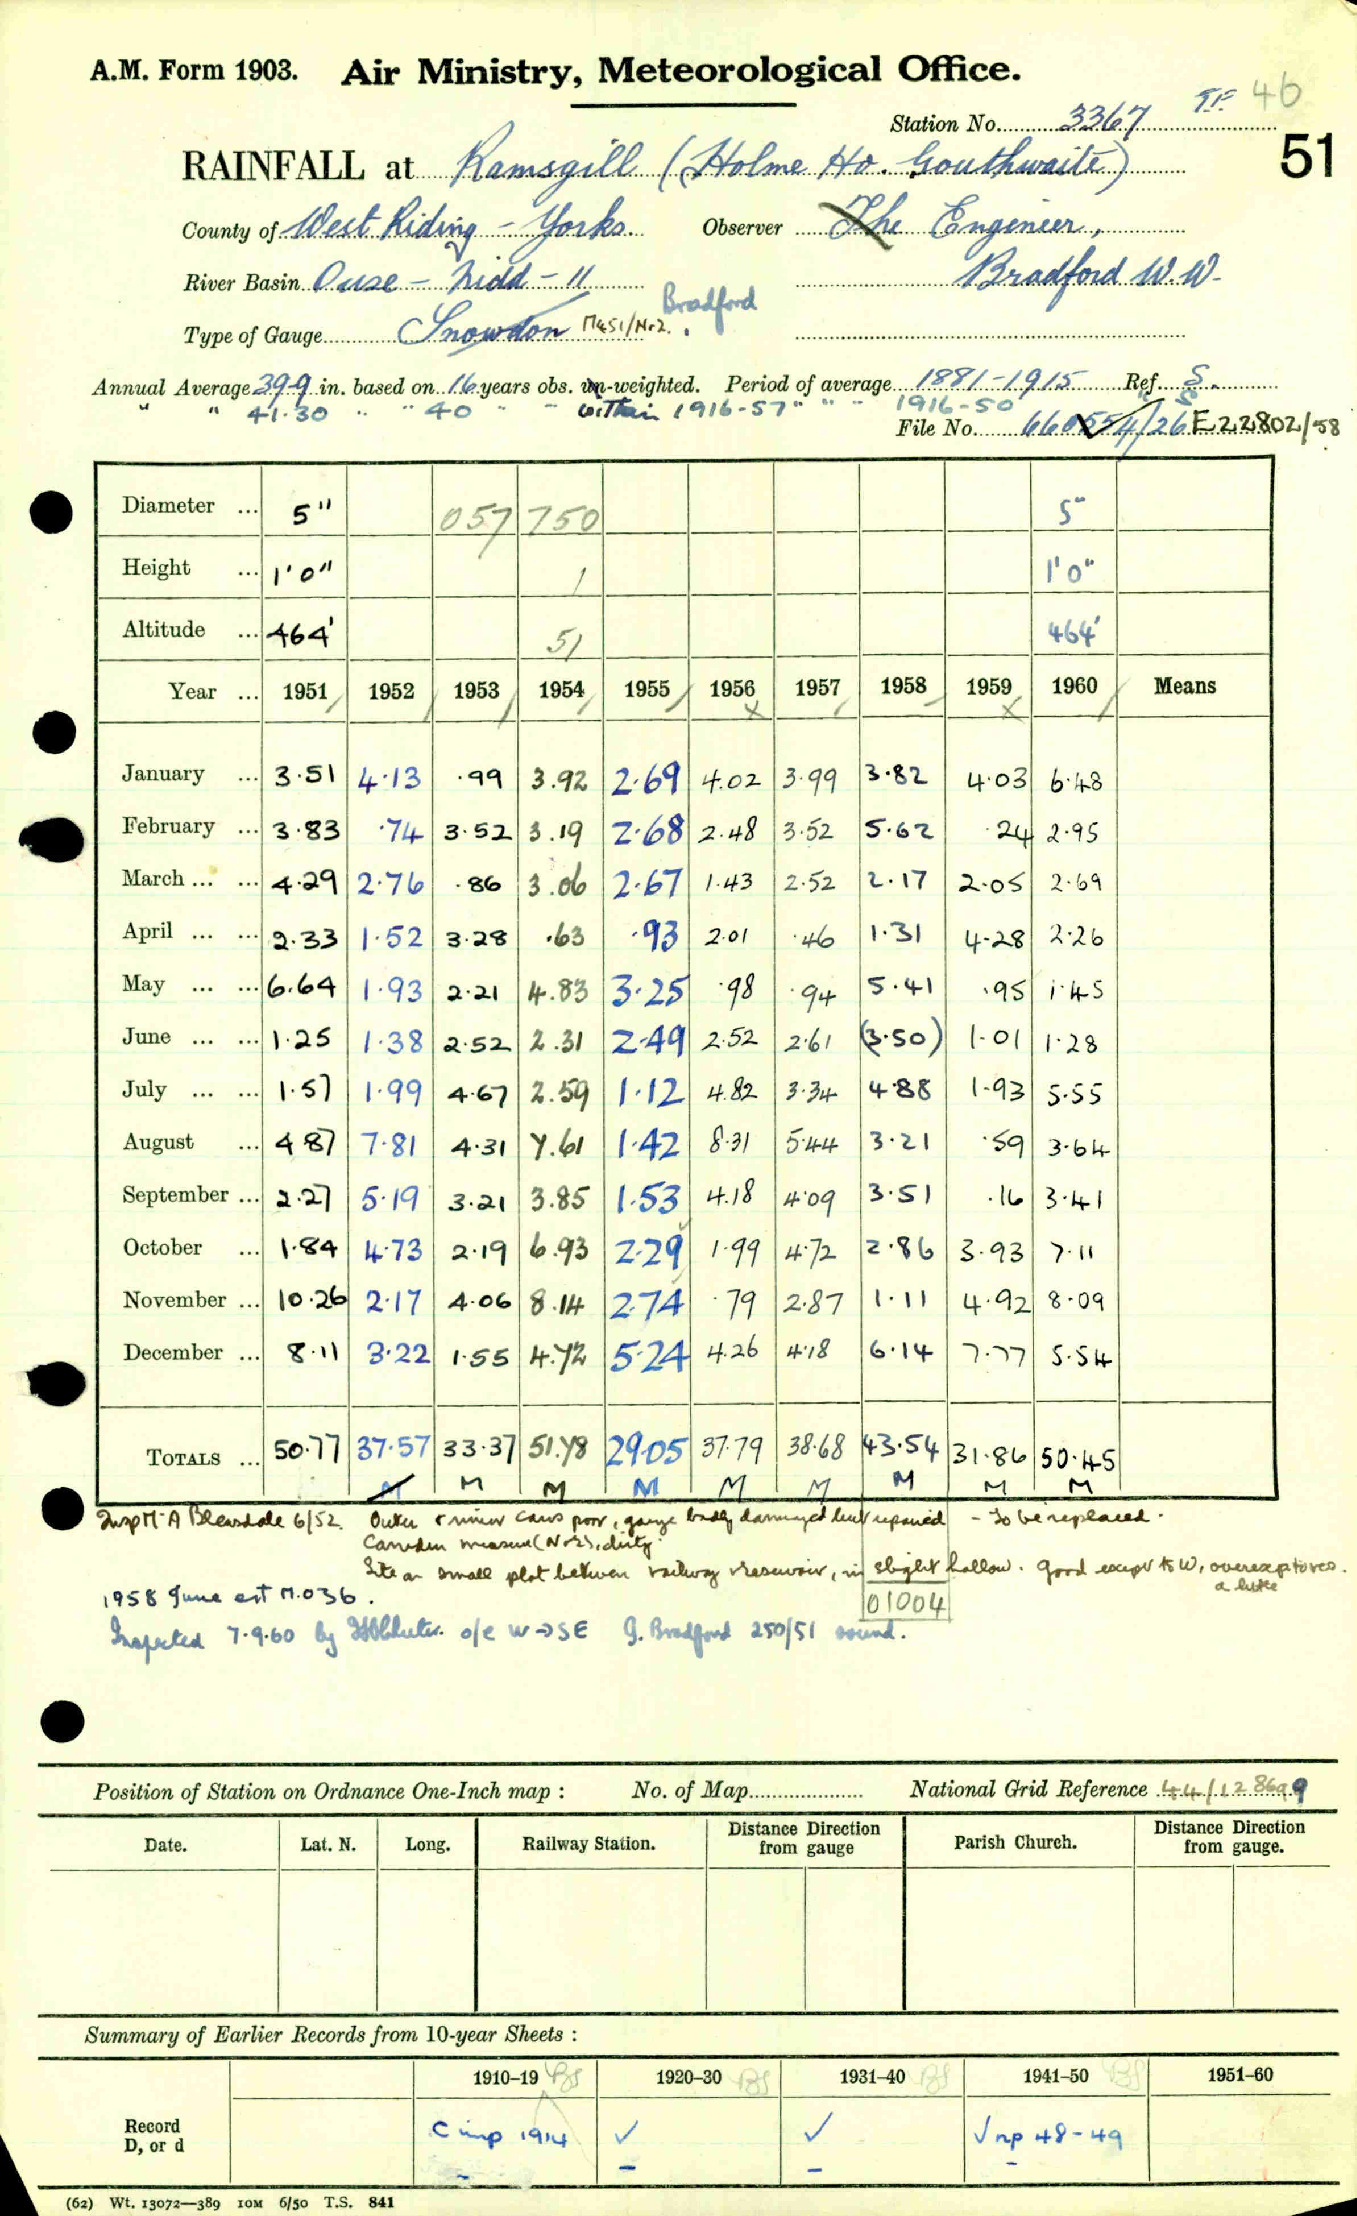 A.M. Form 1903. Air Ministry, Meteorological Office.
46
Station No. 3367
51
RAINFALL at Ramsgill (Holme Ho. Gouthwaite)
County of West Riding - Yorks. Observer The Engineer,
River Basin Ouse - Nidd - 11 Bradford W.W.
Bradford
Type of Gauge Snowdon M451/Nr2.
Annual Average 39.9 in. based on 16 years obs. un-weighted. Period of average 1881-1915 Ref. S.
" " 41.30 " " 40 " " within 1916-57 " " " 1916-50 " S
File No. 660554/26 E22802/58
Diameter ... 5" 057 750 5"
Height ... 1'0" 1 1'0"
Altitude ... 464' 51 464'
Year ... 1951 1952 1953 1954 1955 1956 1957 1958 1959 1960 Means
January ... 3.51 4.13 .99 3.92 2.69 4.02 3.99 3.82 4.03 6.48
February ... 3.83 .74 3.52 3.19 2.68 2.48 3.52 5.62 .24 2.95
March ... ... 4.29 2.76 .86 3.06 2.67 1.43 2.52 2.17 2.05 2.69
April ... ... 2.33 1.52 3.28 .63 .93 2.01 .46 1.31 4.28 2.26
May ... ... 6.64 1.93 2.21 4.83 3.25 .98 .94 5.41 .95 1.45
June ... ... 1.25 1.38 2.52 2.31 2.49 2.52 2.61 (3.50) 1.01 1.28
July ... ... 1.57 1.99 4.67 2.59 1.12 4.82 3.34 4.88 1.93 5.55
August ... 4.87 7.81 4.31 7.61 1.42 8.31 5.44 3.21 .59 3.64
September ... 2.27 5.19 3.21 3.85 1.53 4.18 4.09 3.51 .16 3.41
October ... 1.84 4.73 2.19 6.93 2.29 1.99 4.72 2.86 3.93 7.11
November ... 10.26 2.17 4.06 8.14 2.74 .79 2.87 1.11 4.92 8.09
December ... 8.11 3.22 1.55 4.72 5.24 4.26 4.18 6.14 7.77 5.54
TOTALS ... 50.77 37.57 33.37 51.78 29.05 37.79 38.68 43.54 31.86 50.45
M M M M M M M M M
Insp Mr A Bleasdale 6/52. Outer & inner cans poor, gauge badly damaged but repaired - To be replaced.
Camden measure (No 2), dirty.
Site on small plot between railway & reservoir, in slight hollow. Good except to W, overexp to res.
a little
1958 June est M.036.
01004
Inspected 7.9.60 by o/e W→SE G. Bradford 250/51 sound.
Position of Station on Ordnance One-Inch map : No. of Map National Grid Reference 44/128699
Date. Lat. N. Long. Railway Station. Distance from Direction gauge Parish Church. Distance from Direction gauge.
Summary of Earlier Records from 10-year Sheets :
1910-19 1920-30 1931-40 1941-50 1951-60
Record D, or d C inp 1914 ✓ ✓ ✓ inp 48-49
- - - -
(62) Wt. 13072—389 10M 6/50 T.S. 841